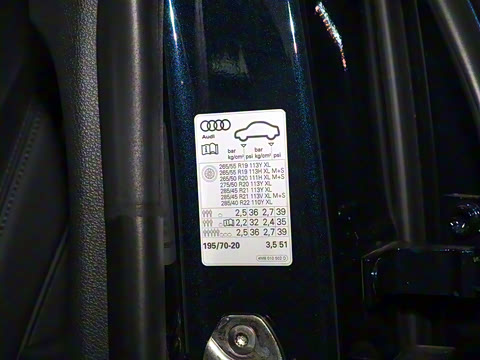 Audi
bar bar
kg/cm² psi kg/cm² psi
265/55 R19 113Y XL
255/55 R19 113H XL M+S
265/50 R20 111H XL M+S
275/50 R20 113Y XL
285/45 R21 113Y XL
285/45 R21 113V XL M+S
285/40 R22 110Y XL
2,5 36 2,7 39
2,2 32 2,4 35
2,5 36 2,7 39
195/70-20 3,5 51